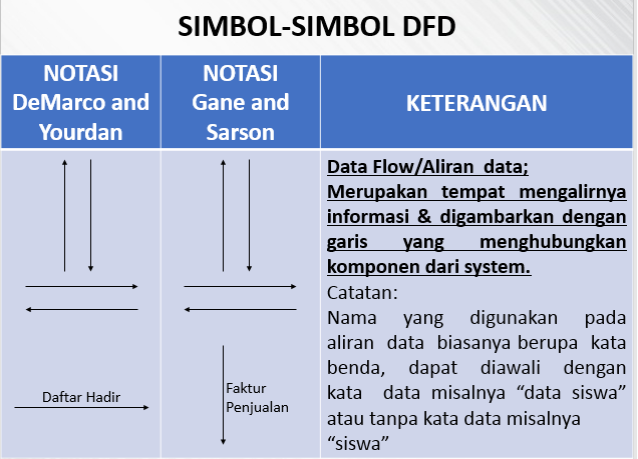 SIMBOL-SIMBOL DFD
NOTASI
DeMarco and
Yourdan
NOTASI
Gane and
Sarson
KETERANGAN
Daftar Hadir
Faktur
Penjualan
Data Flow/Aliran data;
Merupakan tempat mengalirnya
informasi & digambarkan dengan
garis yang menghubungkan
komponen dari system.
Catatan:
Nama yang digunakan pada
aliran data biasanya berupa kata
benda, dapat diawali dengan
kata data misalnya “data siswa”
atau tanpa kata data misalnya
“siswa”